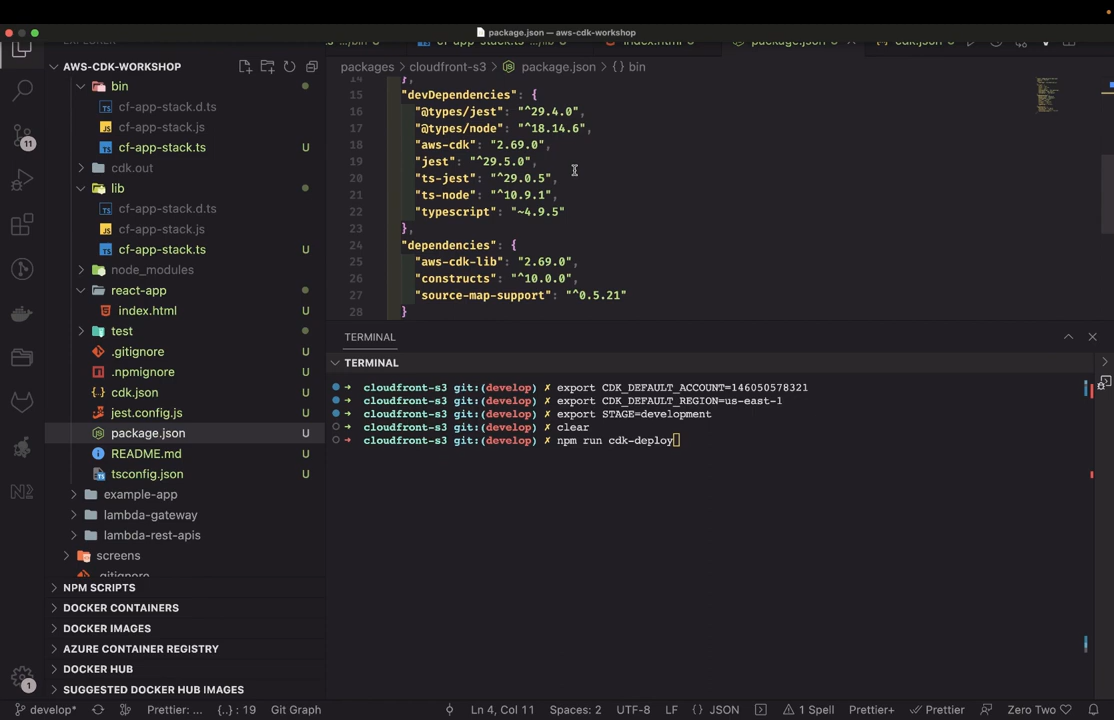 package.json — aws-cdk-workshop
AWS-CDK-WORKSHOP
bin
cf-app-stack.d.ts
cf-app-stack.js
cf-app-stack.ts U
cdk.out
lib
cf-app-stack.d.ts
cf-app-stack.js
cf-app-stack.ts U
node_modules
react-app
index.html U
test
.gitignore U
.npmignore U
cdk.json U
jest.config.js U
package.json U
README.md U
tsconfig.json U
example-app
lambda-gateway
lambda-rest-apis
screens
.gitignore
NPM SCRIPTS
DOCKER CONTAINERS
DOCKER IMAGES
AZURE CONTAINER REGISTRY
DOCKER HUB
SUGGESTED DOCKER HUB IMAGES
11
1
packages > cloudfront-s3 > package.json > {} bin
14 },
15 "devDependencies": {
16 "@types/jest": "^29.4.0",
17 "@types/node": "^18.14.6",
18 "aws-cdk": "2.69.0",
19 "jest": "^29.5.0",
20 "ts-jest": "^29.0.5",
21 "ts-node": "^10.9.1",
22 "typescript": "~4.9.5"
23 },
24 "dependencies": {
25 "aws-cdk-lib": "2.69.0",
26 "constructs": "^10.0.0",
27 "source-map-support": "^0.5.21"
28 }
TERMINAL
TERMINAL
→ cloudfront-s3 git:(develop) ✗ export CDK_DEFAULT_ACCOUNT=146050578321
→ cloudfront-s3 git:(develop) ✗ export CDK_DEFAULT_REGION=us-east-1
→ cloudfront-s3 git:(develop) ✗ export STAGE=development
→ cloudfront-s3 git:(develop) ✗ clear
→ cloudfront-s3 git:(develop) ✗ npm run cdk-deploy
develop* {..} : 19 Prettier: ... Git Graph Ln 4, Col 11 Spaces: 2 UTF-8 LF {} JSON 1 Spell Prettier+ Prettier Zero Two